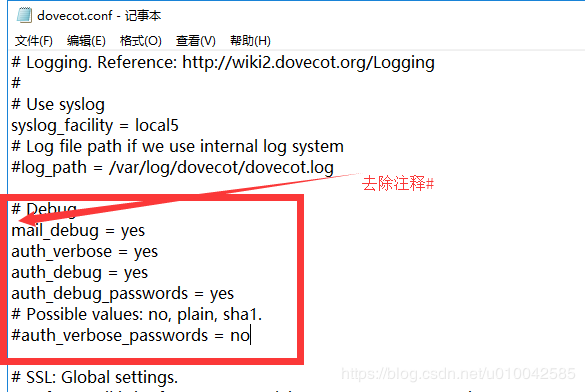 dovecot.conf - 记事本
文件(F) 编辑(E) 格式(O) 查看(V) 帮助(H)
# Logging. Reference: http://wiki2.dovecot.org/Logging
#
# Use syslog
syslog_facility = local5
# Log file path if we use internal log system
#log_path = /var/log/dovecot/dovecot.log
去除注释#
# Debug
mail_debug = yes
auth_verbose = yes
auth_debug = yes
auth_debug_passwords = yes
# Possible values: no, plain, sha1.
#auth_verbose_passwords = no
# SSL: Global settings.
https://blog.csdn.net/u010042585